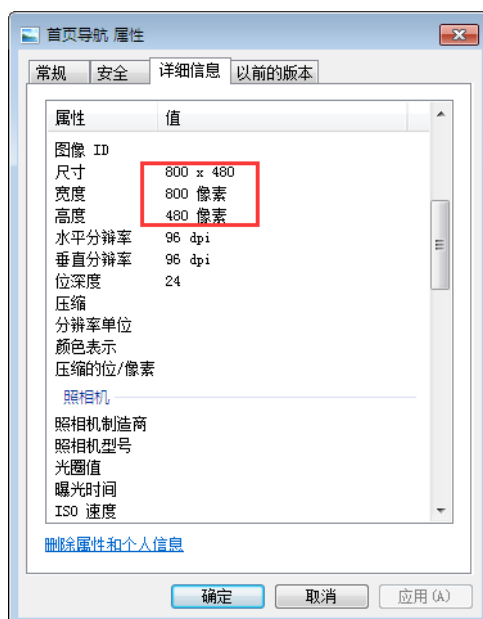 首页导航 属性
常规 安全 详细信息 以前的版本
属性 值
图像 ID
尺寸 800 x 480
宽度 800 像素
高度 480 像素
水平分辨率 96 dpi
垂直分辨率 96 dpi
位深度 24
压缩
分辨率单位
颜色表示
压缩的位/像素
照相机
照相机制造商
照相机型号
光圈值
曝光时间
ISO 速度
删除属性和个人信息
确定 取消 应用(A)